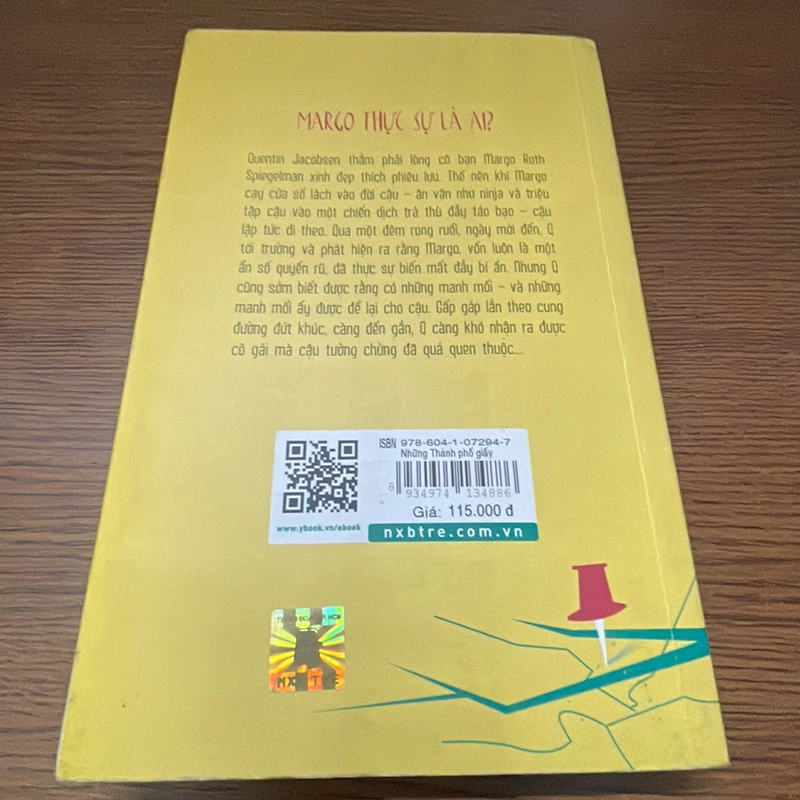 MARGO THỰC SỰ LÀ AI?
Quentin Jacobsen thầm phải lòng cô bạn Margo Roth
Spiegelman xinh đẹp thích phiêu lưu. Thế nên khi Margo
cạy cửa sổ lách vào đời cậu – ăn vận như ninja và triệu
tập cậu vào một chiến dịch trả thù đầy táo bạo – cậu
lập tức đi theo. Qua một đêm rong ruổi, ngày mới đến, Q
tới trường và phát hiện ra rằng Margo, vốn luôn là một
ẩn số quyến rũ, đã thực sự biến mất đầy bí ẩn. Nhưng Q
cũng sớm biết được rằng có những manh mối – và những
manh mối ấy được để lại cho cậu. Gấp gáp lần theo cung
đường đứt khúc, càng đến gần, Q càng khó nhận ra được
cô gái mà cậu tưởng chừng đã quá quen thuộc...
ISBN 978-604-1-07294-7
Những Thành phố giấy
8 934974 134886
Giá: 115.000 đ
www.ybook.vn/ebook
nxbtre.com.vn